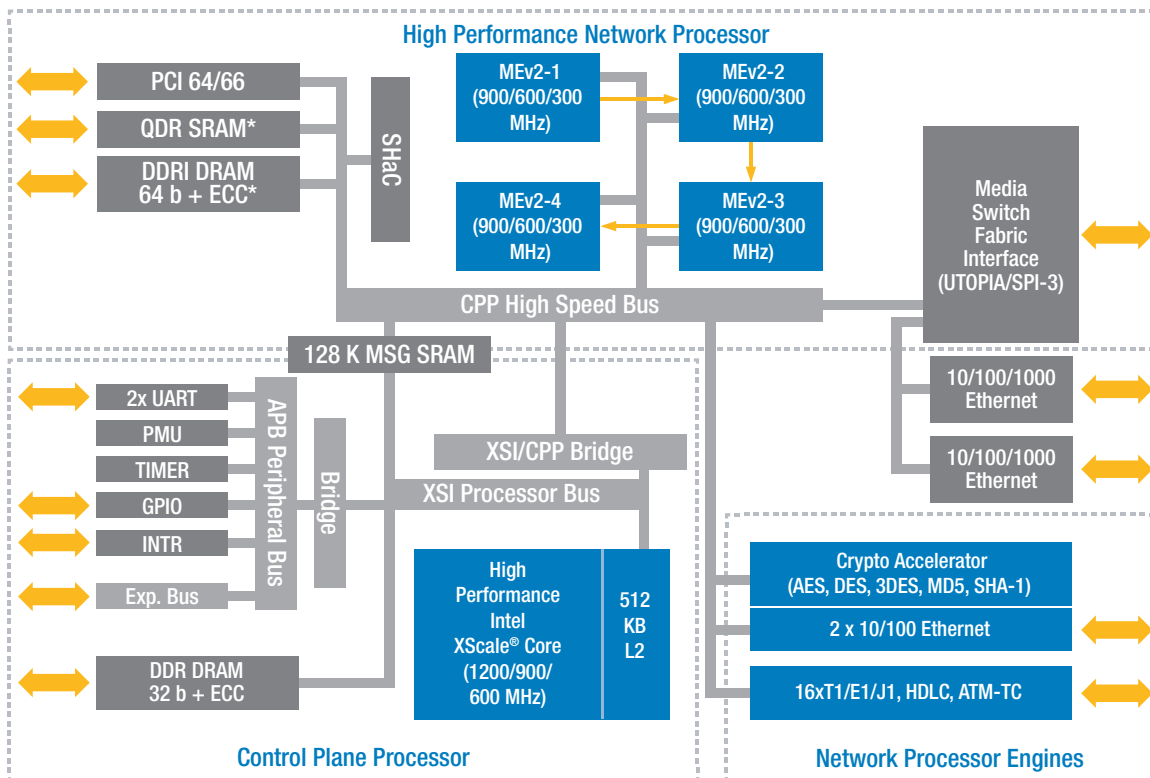 High Performance Network Processor
PCI 64/66
QDR SRAM*
DDRI DRAM
64 b + ECC*
SHaC
MEv2-1
(900/600/300
MHz)
MEv2-2
(900/600/300
MHz)
MEv2-4
(900/600/300
MHz)
MEv2-3
(900/600/300
MHz)
Media
Switch
Fabric
Interface
(UTOPIA/SPI-3)
CPP High Speed Bus
128 K MSG SRAM
10/100/1000
Ethernet
10/100/1000
Ethernet
2x UART
PMU
TIMER
GPIO
INTR
Exp. Bus
APB Peripheral Bus
Bridge
XSI/CPP Bridge
XSI Processor Bus
High
Performance
Intel
XScale® Core
(1200/900/
600 MHz)
512
KB
L2
DDR DRAM
32 b + ECC
Control Plane Processor
Crypto Accelerator
(AES, DES, 3DES, MD5, SHA-1)
2 x 10/100 Ethernet
16xT1/E1/J1, HDLC, ATM-TC
Network Processor Engines